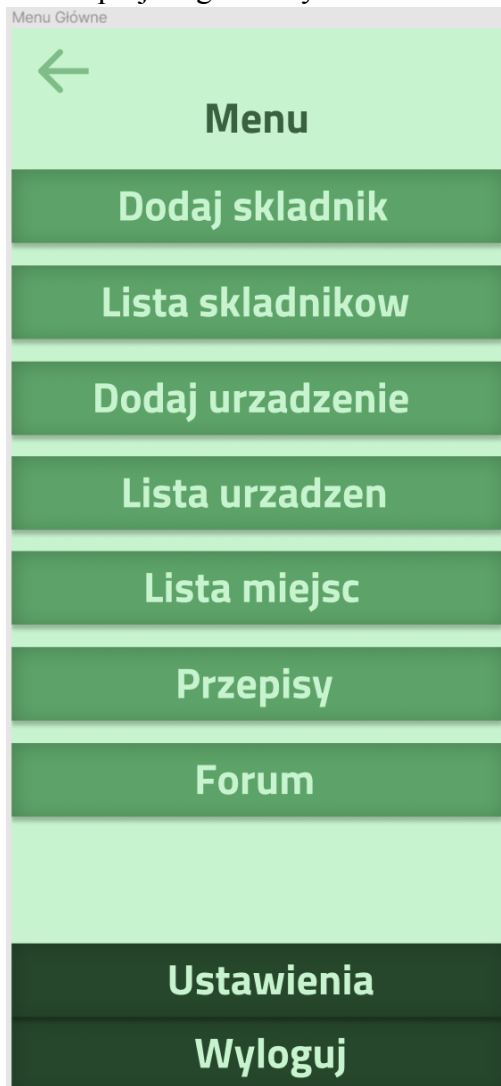 Menu Główne
Menu
Dodaj skladnik
Lista skladnikow
Dodaj urzadzenie
Lista urzadzen
Lista miejsc
Przepisy
Forum
Ustawienia
Wyloguj